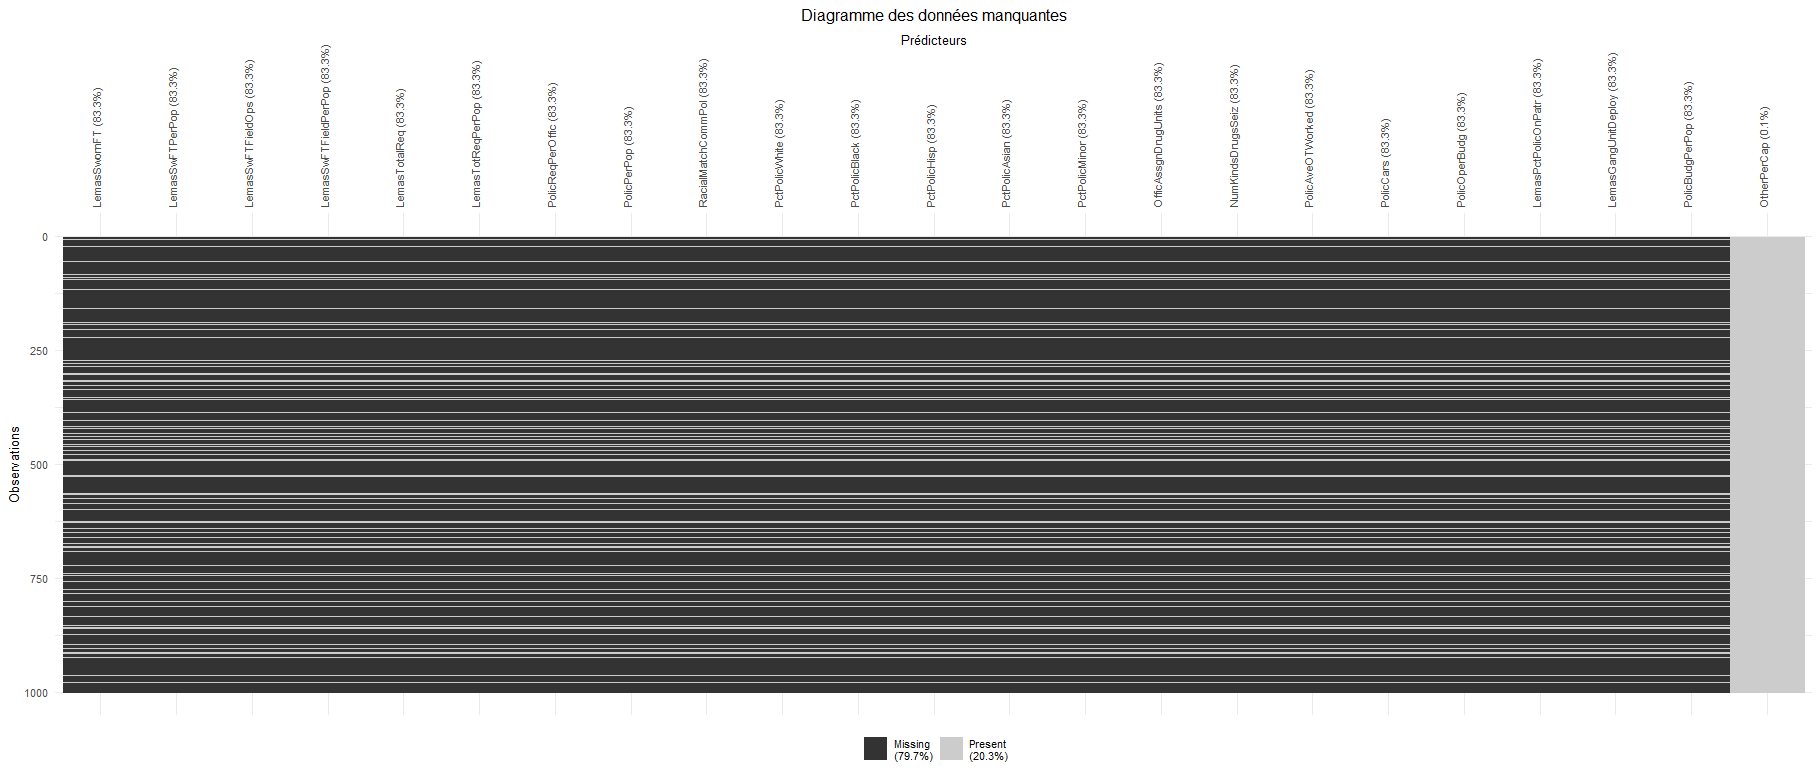 Diagramme des données manquantes
Prédicteurs
LemasSwornFT (83.3%)
LemasSwFTPerPop (83.3%)
LemasSwFTFieldOps (83.3%)
LemasSwFTFieldPerPop (83.3%)
LemasTotalReq (83.3%)
LemasTotReqPerPop (83.3%)
PolicReqPerOffic (83.3%)
PolicPerPop (83.3%)
RacialMatchCommPol (83.3%)
PctPolicWhite (83.3%)
PctPolicBlack (83.3%)
PctPolicHisp (83.3%)
PctPolicAsian (83.3%)
PctPolicMinor (83.3%)
OfficAssgnDrugUnits (83.3%)
NumKindsDrugsSeiz (83.3%)
PolicAveOTWorked (83.3%)
PolicCars (83.3%)
PolicOperBudg (83.3%)
LemasPctPolicOnPatr (83.3%)
LemasGangUnitDeploy (83.3%)
PolicBudgPerPop (83.3%)
OtherPerCap (0.1%)
Observations
0
250
500
750
1000
Missing
(79.7%)
Present
(20.3%)